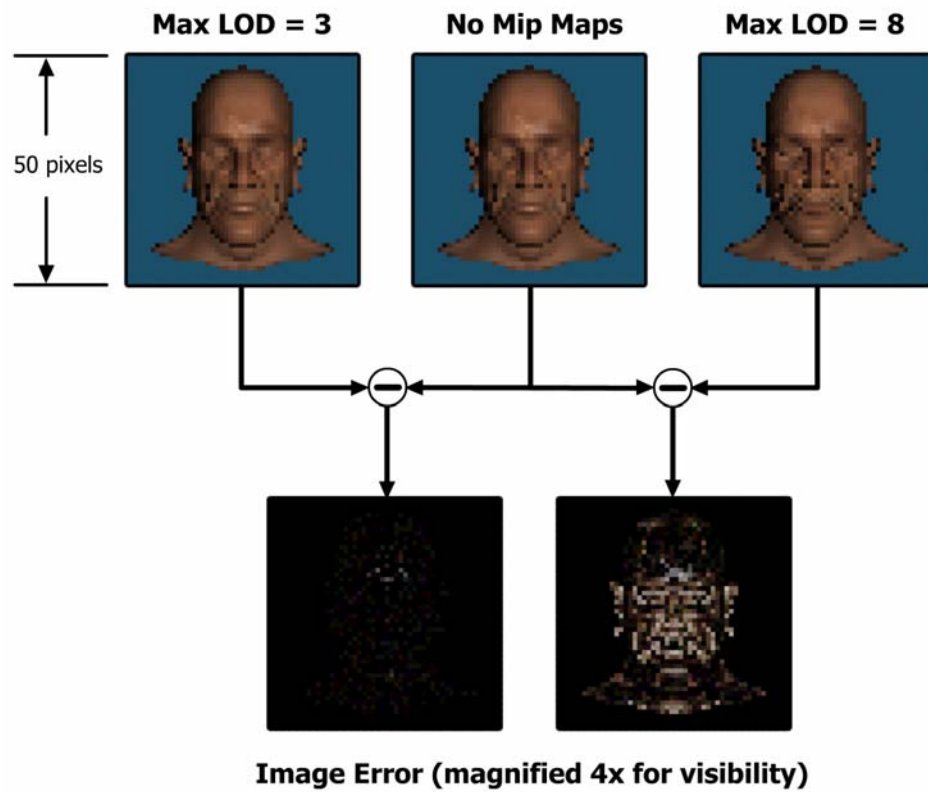 Max LOD = 3
No Mip Maps
Max LOD = 8
50 pixels
Image Error (magnified 4x for visibility)